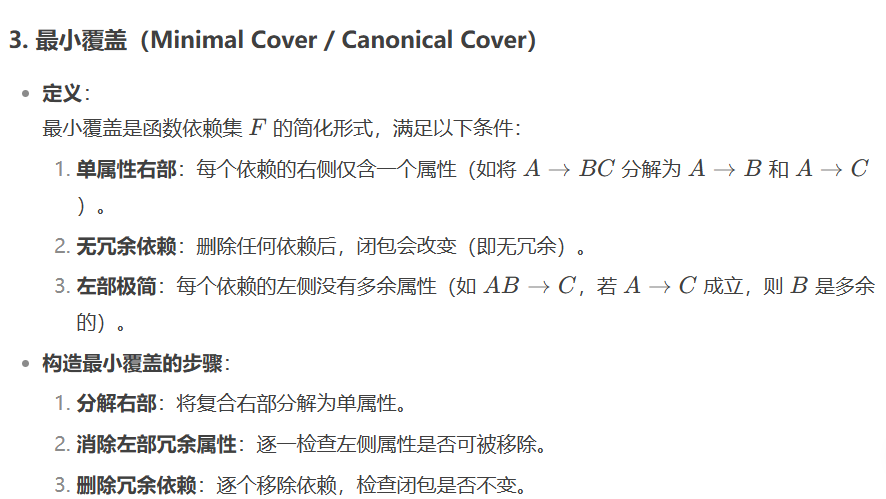 3. 最小覆盖（Minimal Cover / Canonical Cover）
• 定义：
最小覆盖是函数依赖集 F 的简化形式，满足以下条件：
1. 单属性右部：每个依赖的右侧仅含一个属性（如将 A → BC 分解为 A → B 和 A → C
）。
2. 无冗余依赖：删除任何依赖后，闭包会改变（即无冗余）。
3. 左部极简：每个依赖的左侧没有多余属性（如 AB → C，若 A → C 成立，则 B 是多余
的）。
• 构造最小覆盖的步骤：
1. 分解右部：将复合右部分解为单属性。
2. 消除左部冗余属性：逐一检查左侧属性是否可被移除。
3. 删除冗余依赖：逐个移除依赖，检查闭包是否不变。